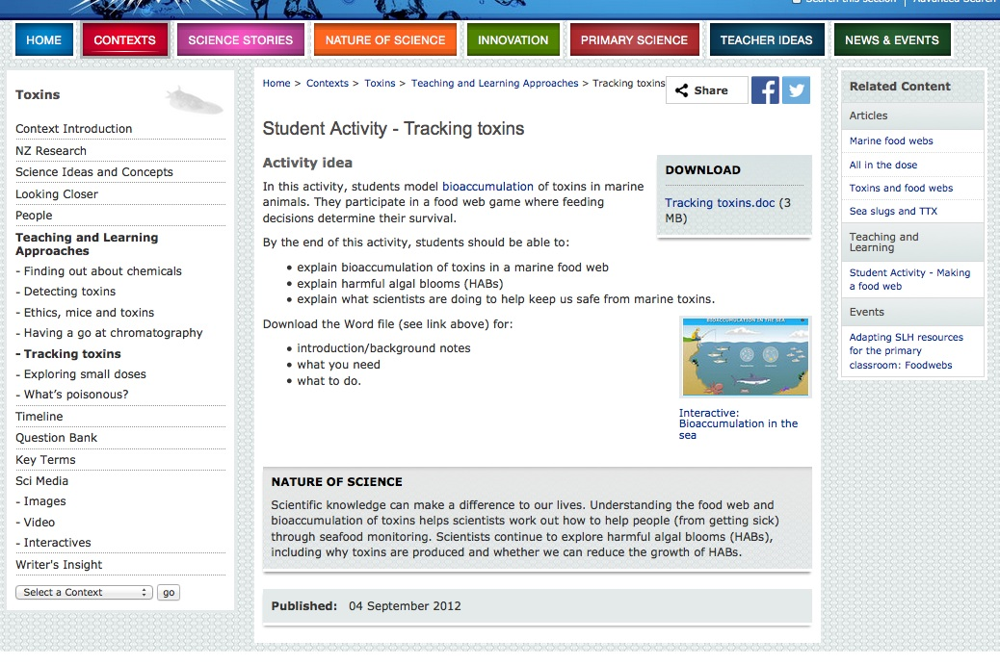 Search this section | Advanced Search
HOME
CONTEXTS
SCIENCE STORIES
NATURE OF SCIENCE
INNOVATION
PRIMARY SCIENCE
TEACHER IDEAS
NEWS & EVENTS
Toxins
Context Introduction
NZ Research
Science Ideas and Concepts
Looking Closer
People
Teaching and Learning
Approaches
- Finding out about chemicals
- Detecting toxins
- Ethics, mice and toxins
- Having a go at chromatography
- Tracking toxins
- Exploring small doses
- What's poisonous?
Timeline
Question Bank
Key Terms
Sci Media
- Images
- Video
- Interactives
Writer's Insight
Select a Context
go
Home > Contexts > Toxins > Teaching and Learning Approaches > Tracking toxins
Share
Student Activity - Tracking toxins
Activity idea
In this activity, students model bioaccumulation of toxins in marine
animals. They participate in a food web game where feeding
decisions determine their survival.
By the end of this activity, students should be able to:
• explain bioaccumulation of toxins in a marine food web
• explain harmful algal blooms (HABs)
• explain what scientists are doing to help keep us safe from marine toxins.
Download the Word file (see link above) for:
• introduction/background notes
• what you need
• what to do.
DOWNLOAD
Tracking toxins.doc (3
MB)
BIOACCUMULATION IN THE SEA
Interactive:
Bioaccumulation in the
sea
NATURE OF SCIENCE
Scientific knowledge can make a difference to our lives. Understanding the food web and
bioaccumulation of toxins helps scientists work out how to help people (from getting sick)
through seafood monitoring. Scientists continue to explore harmful algal blooms (HABs),
including why toxins are produced and whether we can reduce the growth of HABs.
Published: 04 September 2012
Related Content
Articles
Marine food webs
All in the dose
Toxins and food webs
Sea slugs and TTX
Teaching and
Learning
Student Activity - Making
a food web
Events
Adapting SLH resources
for the primary
classroom: Foodwebs